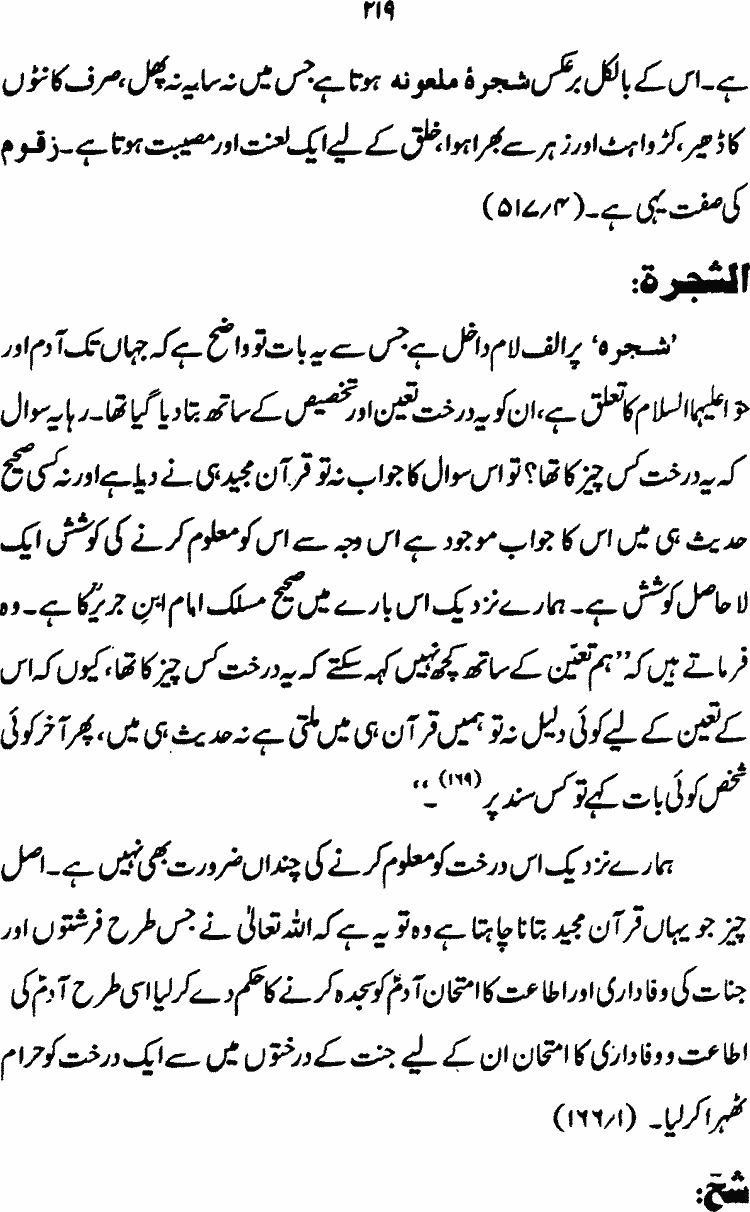 ۲۱۹
ہے۔ اس کے بالکل برعکس شجرۂ ملعونہ ہوتا ہے جس میں نہ سایہ نہ پھل، صرف کانٹوں
کا ڈھیر، کڑواہٹ اور زہر سے بھرا ہوا، خلق کے لیے ایک لعنت اور مصیبت ہوتا ہے۔ زقوم
کی صفت یہی ہے۔ (۵۱۷/۴)
الشجرة:
’شجرہ‘ پر الف لام داخل ہے جس سے یہ بات تو واضح ہے کہ جہاں تک آدم اور
حوّا علیہما السلام کا تعلق ہے، ان کو یہ درخت تعین اور تخصیص کے ساتھ بتا دیا گیا تھا۔ رہا یہ سوال
کہ یہ درخت کس چیز کا تھا؟ تو اس سوال کا جواب نہ تو قرآن مجید ہی نے دیا ہے اور نہ کسی صحیح
حدیث ہی میں اس کا جواب موجود ہے اس وجہ سے اس کو معلوم کرنے کی کوشش ایک
لا حاصل کوشش ہے۔ ہمارے نزدیک اس بارے میں صحیح مسلک امام ابنِ جریرؒ کا ہے۔ وہ
فرماتے ہیں کہ ’’ہم تعیّن کے ساتھ کچھ نہیں کہہ سکتے کہ یہ درخت کس چیز کا تھا، کیوں کہ اس
کے تعین کے لیے کوئی دلیل نہ تو ہمیں قرآن ہی میں ملتی ہے نہ حدیث ہی میں، پھر آخر کوئی
شخص کوئی بات کہے تو کس سند پر (۱۶۹)۔‘‘
ہمارے نزدیک اس درخت کو معلوم کرنے کی چنداں ضرورت بھی نہیں ہے۔ اصل
چیز جو یہاں قرآن مجید بتانا چاہتا ہے وہ تو یہ ہے کہ اللہ تعالیٰ نے جس طرح فرشتوں اور
جنات کی وفاداری اور اطاعت کا امتحان آدمؑ کو سجدہ کرنے کا حکم دے کر لیا اسی طرح آدمؑ کی
اطاعت و وفاداری کا امتحان ان کے لیے جنت کے درختوں میں سے ایک درخت کو حرام
ٹھہرا کر لیا۔ (۱۶۶/۱)
شحّ: